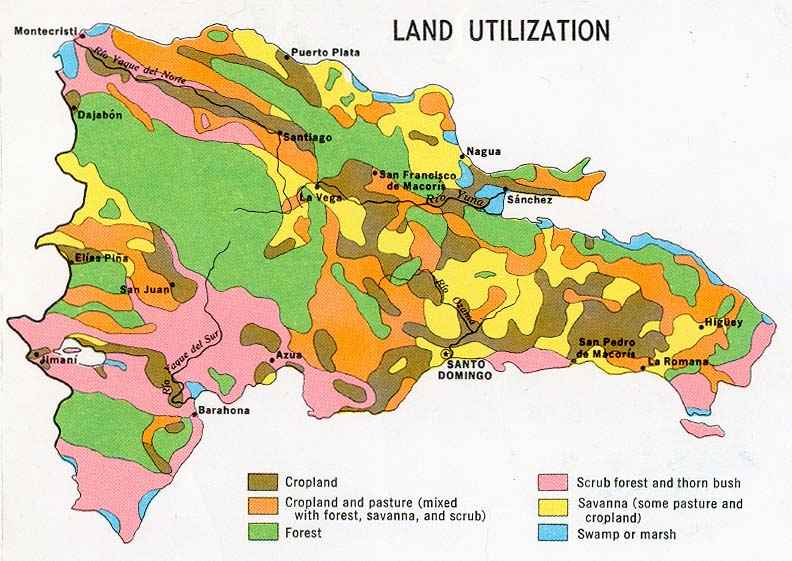 LAND UTILIZATION
Montecristi
Río Yaque del Norte
Puerto Plata
Dajabón
Santiago
Nagua
San Francisco
de Macorís
La Vega
Río Yuna
Sánchez
Elías Piña
San Juan
Río Ozama
Higüey
San Pedro
de Macorís
La Romana
Jimaní
Río Yaque del Sur
Azua
SANTO
DOMINGO
Barahona
Cropland
Cropland and pasture (mixed
with forest, savanna, and scrub)
Forest
Scrub forest and thorn bush
Savanna (some pasture and
cropland)
Swamp or marsh